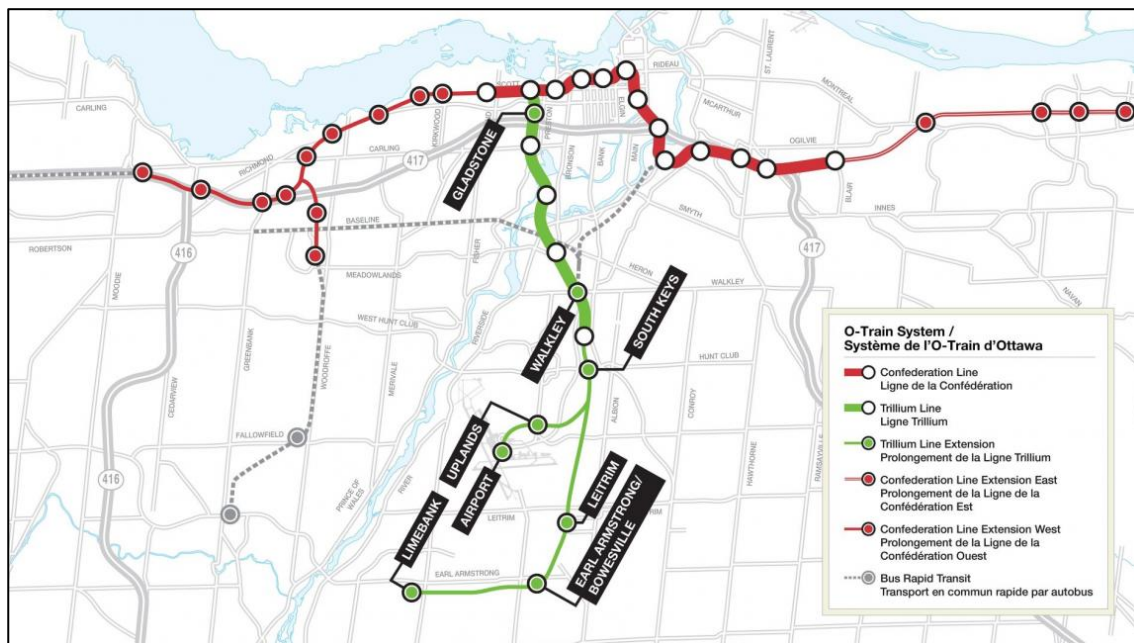 RIDEAU
ST. LAURENT
SCOTT
MONTREAL
CARLING
KIRKWOOD
PRESTON
ELGIN
MCARTHUR
OGILVIE
GLADSTONE
BRONSON
BANK
MAIN
RICHMOND
CARLING
417
BLAIR
INNES
BASELINE
SMYTH
ROBERTSON
416
FISHER
417
MOODIE
MEADOWLANDS
HERON
WALKLEY
NAVAN
SOUTH KEYS
WEST HUNT CLUB
RIVERSIDE
WALKLEY
HUNT CLUB
GREENBANK
WOODROFFE
MERIVALE
CEDARVIEW
ALBION
CONROY
UPLANDS
FALLOWFIELD
AIRPORT
HAWTHORNE
RAMSAYVILLE
416
PRINCE OF WALES
RIVER
LIMEBANK
LEITRIM
LEITRIM
EARL ARMSTRONG/
BOWESVILLE
EARL ARMSTRONG
O-Train System /
Système de l'O-Train d'Ottawa
Confederation Line
Ligne de la Confédération
Trillium Line
Ligne Trillium
Trillium Line Extension
Prolongement de la Ligne Trillium
Confederation Line Extension East
Prolongement de la Ligne de la
Confédération Est
Confederation Line Extension West
Prolongement de la Ligne de la
Confédération Ouest
Bus Rapid Transit
Transport en commun rapide par autobus